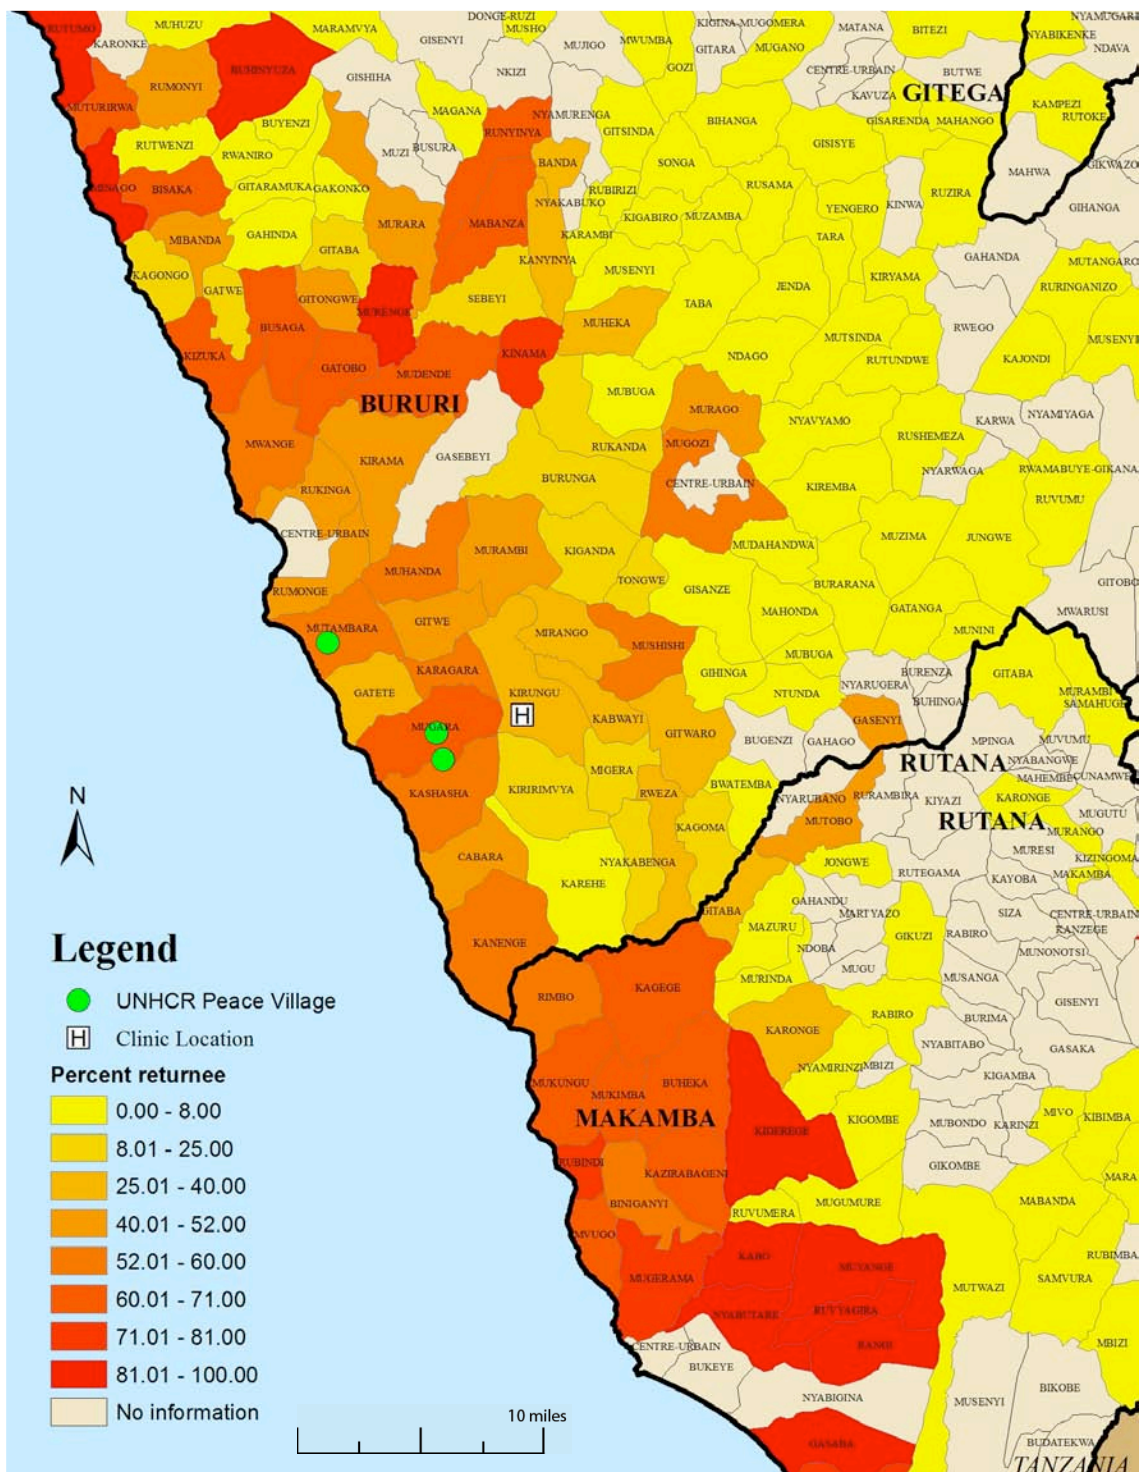 RUTUMO
MUHUZU
MARAMVYA
DONGE-RUZI
MUSHO
KIGINA-MUGOMERA
MATANA
BITEZI
NYAMUGARI
NYABIKENKE
NDAVA
KARONKE
GISENYI
MUJIGO
MWUMBA
GITARA
MUGANO
GOZI
CENTRE-URBAIN
BUTWE
KAVUZA
GITEGA
RUMONYI
BUHINYUZA
GISHIHA
NKIZI
MUTURIRWA
MAGANA
NYAMURENGA
KAMPEZI
RUTOKE
BUYENZI
RUNYINYA
GITSINDA
BIHANGA
GISARENDA
MAHANGO
RUTWENZI
RWANIRO
MUZI
BUSURA
GISISYE
BANDA
SONGA
MAHWA
GIKWAZO
MINAGO
BISAKA
GITARAMUKA
GAKONKO
RUBIRIZI
RUSAMA
RUZIRA
NYAKABUKO
KINWA
YENGERO
GIHANGA
MURARA
MABANZA
KIGABIRO
MUZAMBA
MIBANDA
GAHINDA
KARAMBI
TARA
GITABA
KANYINYA
GAHANDA
MUTANGARO
KAGONGO
GATWE
MUSENYI
KIRYAMA
RURINGANIZO
GITONGWE
MURENGE
SEBEYI
JENDA
TABA
BUSAGA
MUHEKA
RWEGO
MUSENYI
KIZUKA
KINAMA
MUTSINDA
NDAGO
RUTUNDWE
KAJONDI
GATOBO
MUDENDE
MUBUGA
BURURI
MURAGO
NYAVYAMO
KARWA
NYAMIYAGA
MWANGE
RUKANDA
MUGOZI
RUSHEMEZA
KIRAMA
GASEBEYI
NYARWAGA
RWAMABUYE-GIKANA
BURUNGA
CENTRE-URBAIN
KIREMBA
RUKINGA
RUVUMU
CENTRE-URBAIN
MURAMBI
KIGANDA
MUDAHANDWA
MUZIMA
JUNGWE
MUHANDA
TONGWE
BURARANA
GITOBO
RUMONGE
GISANZE
MWARUSI
MAHONDA
GATANGA
MUTAMBARA
GITWE
MIRANGO
MUSHISHI
MUNINI
MUBUGA
KARAGARA
GIHINGA
BURENZA
GITABA
GATETE
KIRUNGU
NTUNDA
NYARUGERA
MURAMBI
H
BUHINGA
SAMAHUGE
MUGARA
KABWAYI
GASENYI
GITWARO
BUGENZI
GAHAGO
MPINGA
MUVUMU
RUTANA
NYABANGWE
MIGERA
MAHEMBE
CUNAMWE
KASHASHA
KIRIRIMVYA
RWEZA
BWATEMBA
NYARUBANO
RURAMBIRA
KIYAZI
KARONGE
N
MUTOBO
RUTANA
MUGUTU
KAGOMA
MURANGO
CABARA
NYAKABENGA
JONGWE
MURESI
KIZINGOMA
KAREHE
RUTEGAMA
KAYOBA
MAKAMBA
GAHANDU
GITABA
MARTYAZO
SIZA
CENTRE-URBAIN
MAZURU
KANZEGE
KANENGE
GIKUZI
RABIRO
NDOBA
MUNONOTSI
MUGU
MUSANGA
MURINDA
KAGEGE
RIMBO
GISENYI
RABIRO
BURIMA
KARONGE
NYABITABO
GASAKA
NYAMIRINZI
MBIZI
MUKUNGU
BUHEKA
KIGAMBA
MUKIMBA
MAKAMBA
KIGOMBE
MIVO
KIBIMBA
MUBONDO
KARINZI
KIDEREGE
RUBINDI
GIKOMBE
KAZIRABAGENI
MARA
BINIGANYI
MUGUMURE
MABANDA
RUVUMERA
MVUGO
KABO
MUYANGE
RUBIMBA
MUGERAMA
MUTWAZI
SAMVURA
NYABUTARE
RUVYAGIRA
CENTRE-URBAIN
MBIZI
BUKEYE
NYABIGINA
MUSENYI
BIKOBE
GASABA
BUDATEKWA
TANZANIA
Legend
UNHCR Peace Village
H Clinic Location
Percent returnee
0.00 - 8.00
8.01 - 25.00
25.01 - 40.00
40.01 - 52.00
52.01 - 60.00
60.01 - 71.00
71.01 - 81.00
81.01 - 100.00
No information
10 miles